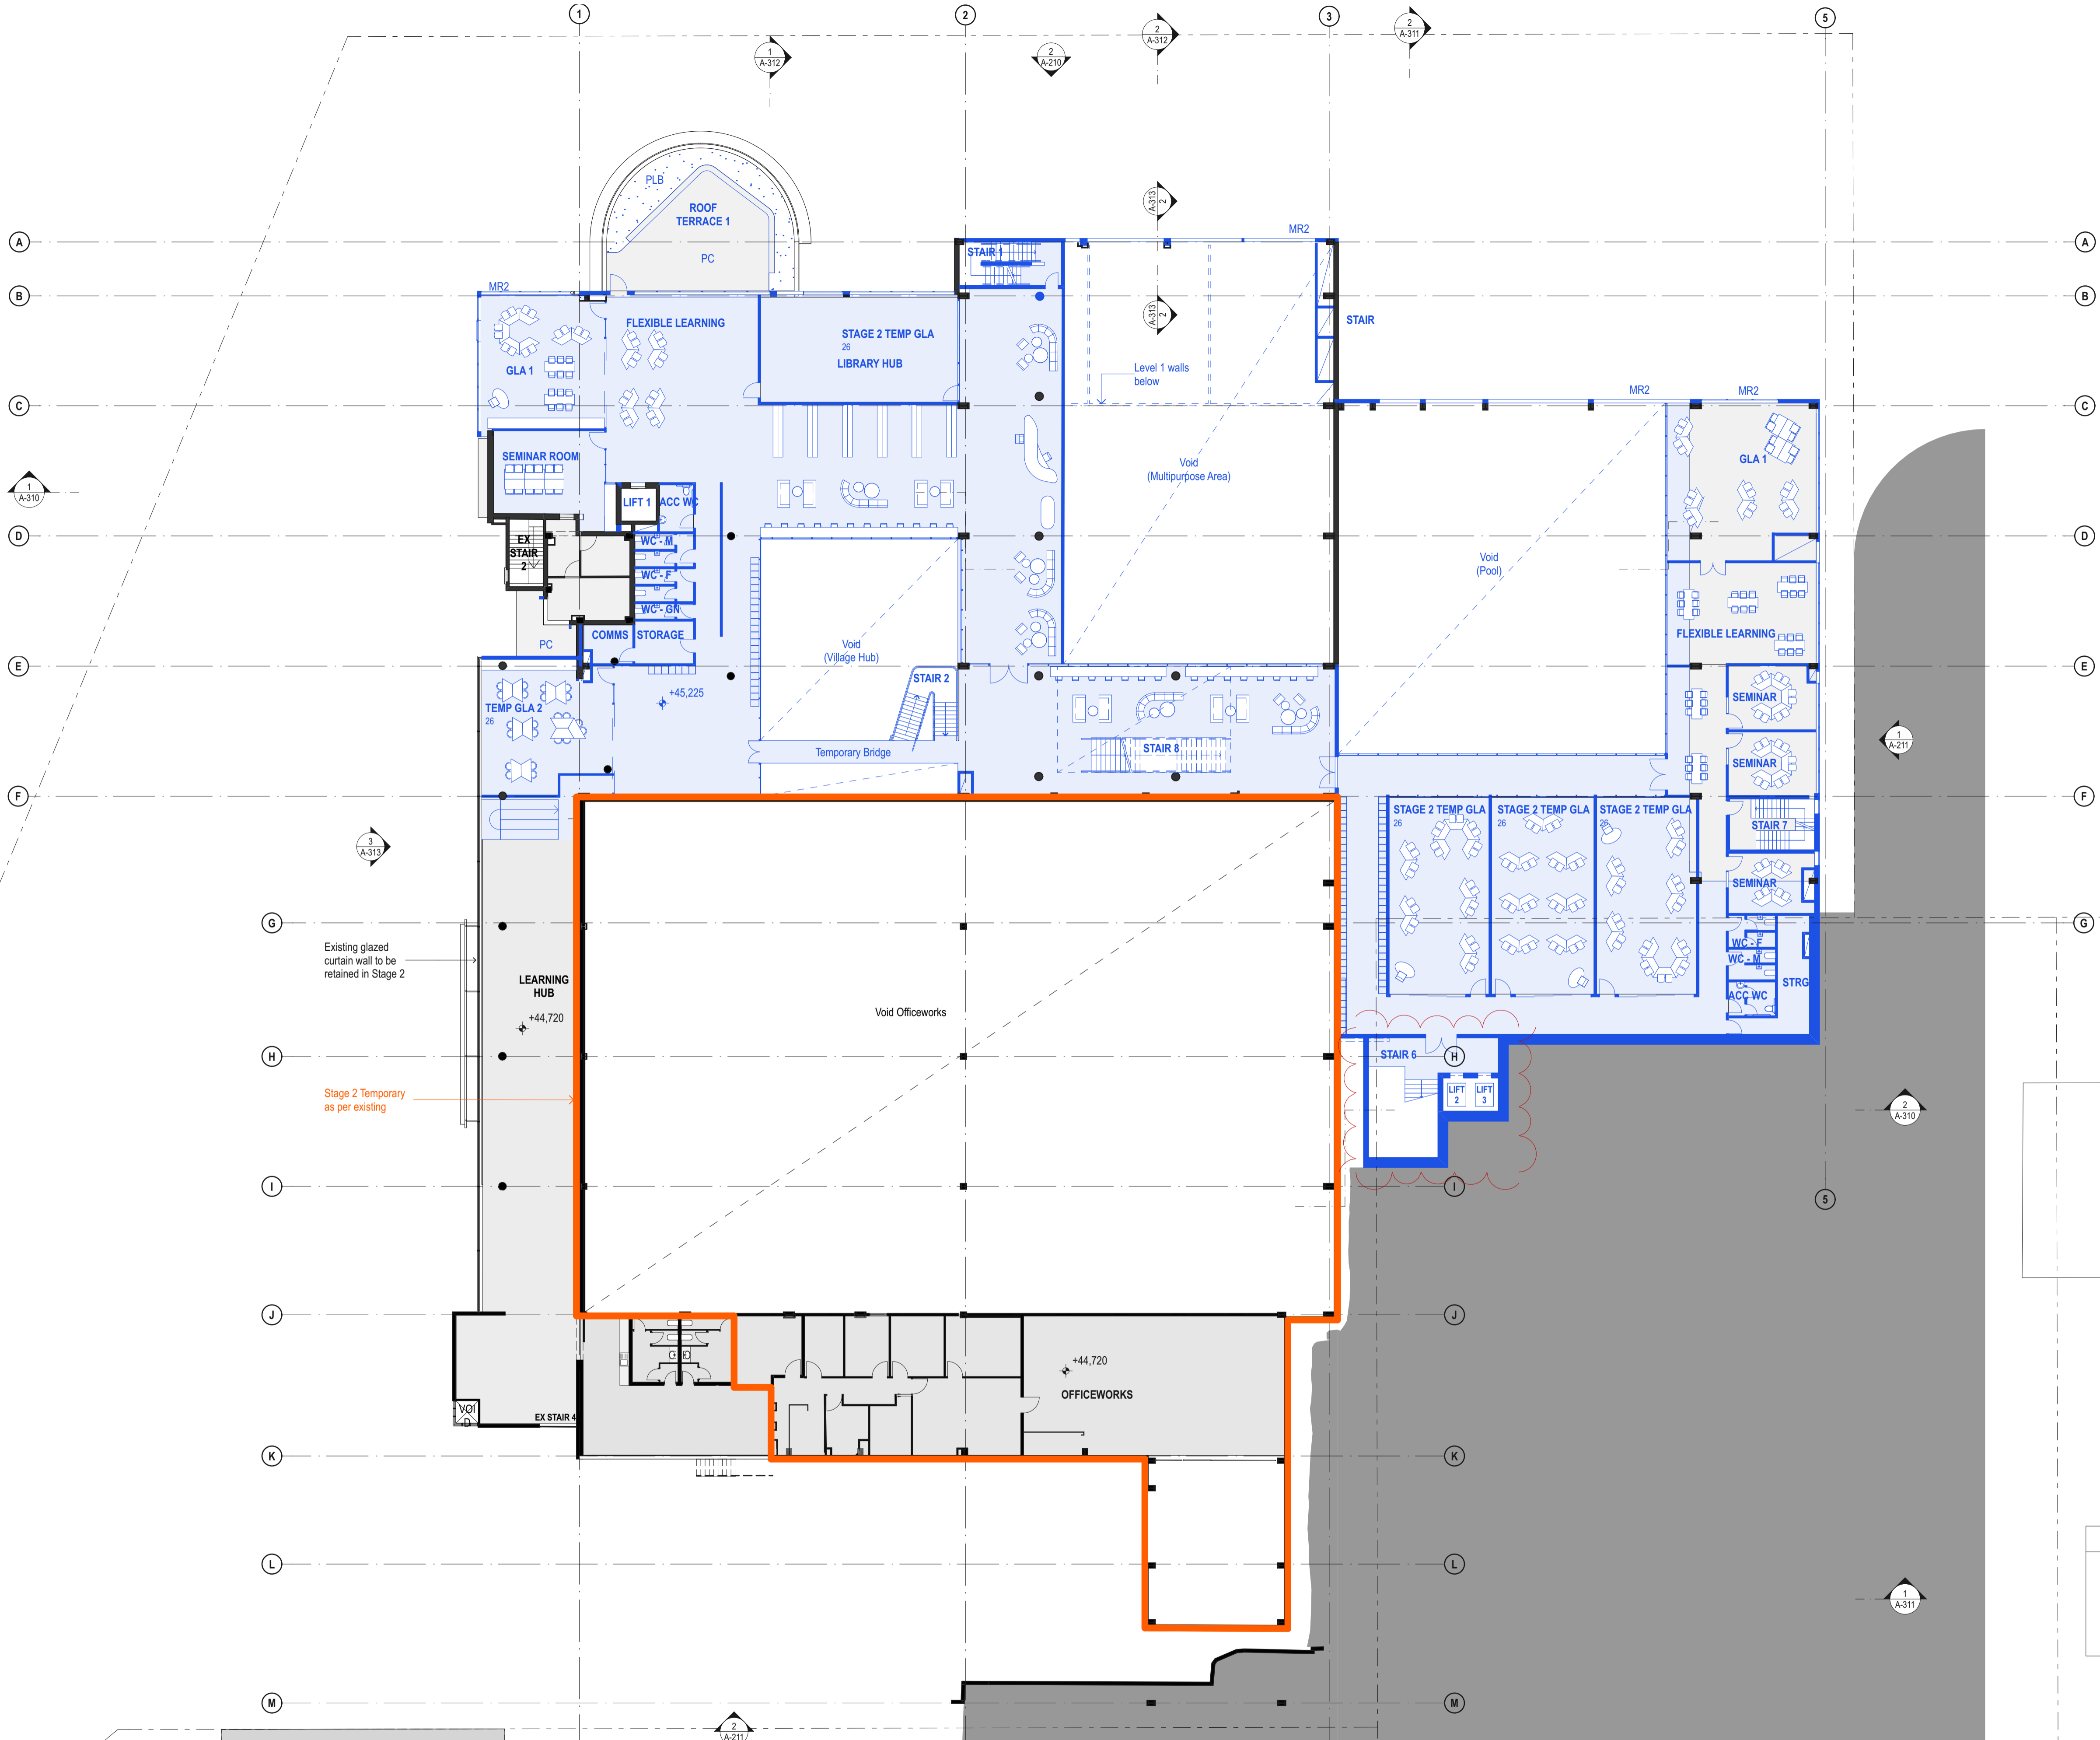 1
2
3
5
1
A-312
2
A-210
2
A-312
2
A-311
PLB
ROOF
TERRACE 1
PC
A-313
2
MR2
A
STAIR 1
A
MR2
B
B
FLEXIBLE LEARNING
STAGE 2 TEMP GLA
26
LIBRARY HUB
A-313
2
STAIR
GLA 1
Level 1 walls
below
MR2
MR2
C
C
SEMINAR ROOM
GLA 1
Void
(Multipurpose Area)
1
A-310
LIFT 1
ACC WC
D
EX
STAIR
2
WC - M
D
Void
(Pool)
WC - F
WC - GN
COMMS
STORAGE
FLEXIBLE LEARNING
PC
Void
(Village Hub)
E
E
STAIR 2
+45,225
SEMINAR
TEMP GLA 2
26
Temporary Bridge
STAIR 8
1
A-211
SEMINAR
F
F
STAGE 2 TEMP GLA
26
STAGE 2 TEMP GLA
26
STAGE 2 TEMP GLA
26
STAIR 7
3
A-313
SEMINAR
G
G
Existing glazed
curtain wall to be
retained in Stage 2
WC - F
WC - M
LEARNING
HUB
STRG
ACC WC
Void Officeworks
+44,720
H
STAIR 6
H
Stage 2 Temporary
as per existing
LIFT
2
LIFT
3
2
A-310
I
I
5
J
J
+44,720
OFFICEWORKS
VOI
D
EX STAIR 4
K
K
L
L
1
A-311
M
M
2
A-211